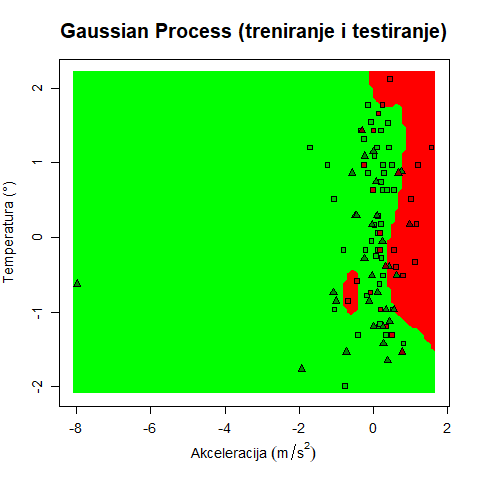 Gaussian Process (treniranje i testiranje)
Temperatura (°)
2
1
0
-1
-2
-8 -6 -4 -2 0 2
Akceleracija (m/s²)